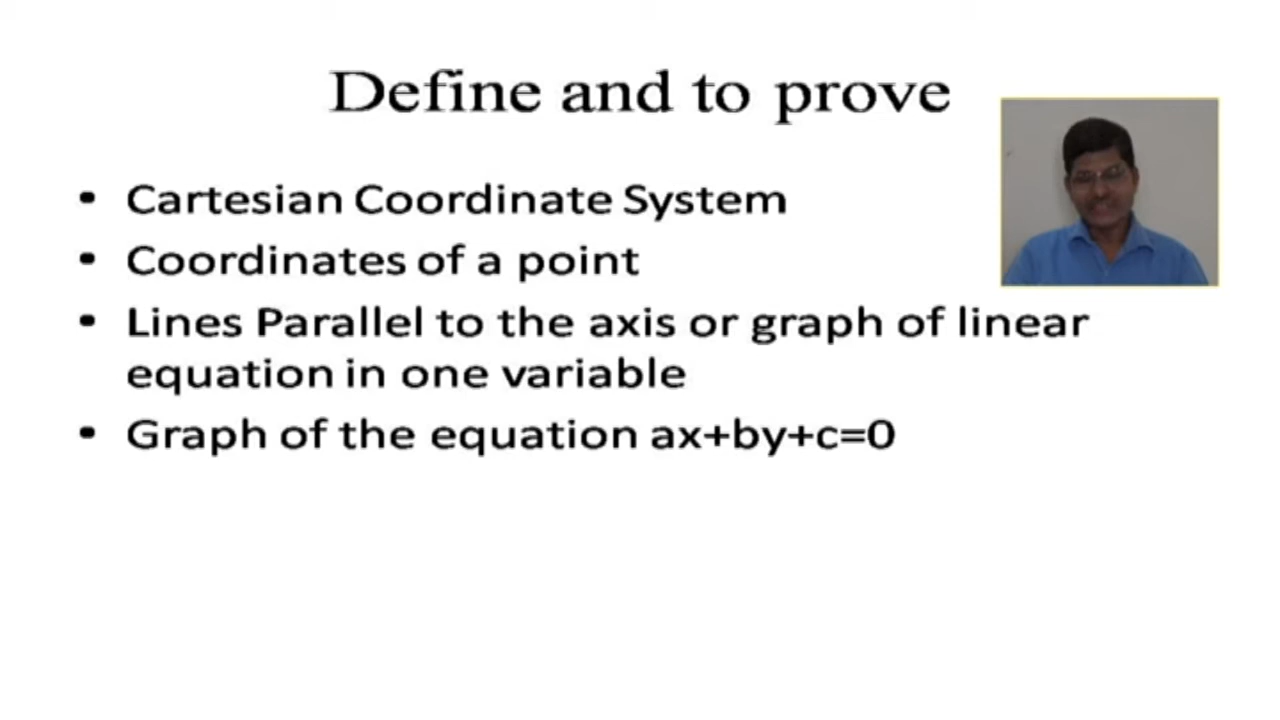 Define and to prove
• Cartesian Coordinate System
• Coordinates of a point
• Lines Parallel to the axis or graph of linear
equation in one variable
• Graph of the equation ax+by+c=0